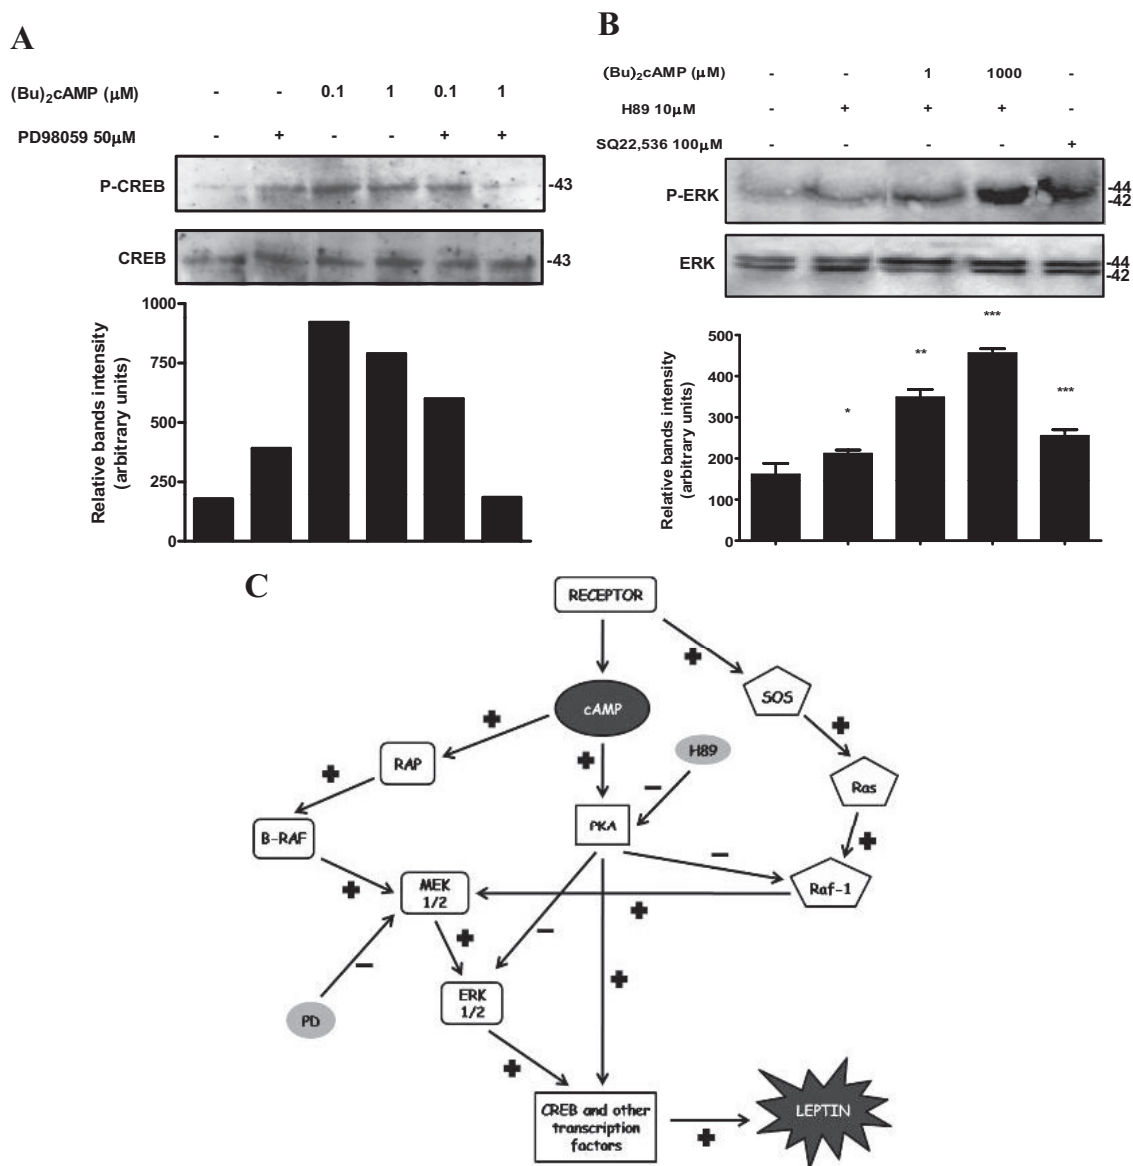 A
(Bu)₂cAMP (μM) - - 0.1 1 0.1 1
PD98059 50μM - + - - + +
P-CREB -43
CREB -43
Relative bands intensity
(arbitrary units)
1000
750
500
250
0
B
(Bu)₂cAMP (μM) - - 1 1000 -
H89 10μM - + + + -
SQ22,536 100μM - - - - +
P-ERK -44
-42
ERK -44
-42
Relative bands intensity
(arbitrary units)
500
400
300
200
100
0
* ** *** ***
C
RECEPTOR
+
SOS
cAMP
+ + +
H89
RAP
+ − Ras
B-RAF
PKA
+
− Raf-1
+ MEK
1/2
+
+
−
−
PD
ERK
1/2
+
+
CREB and other
transcription
factors
+
LEPTIN